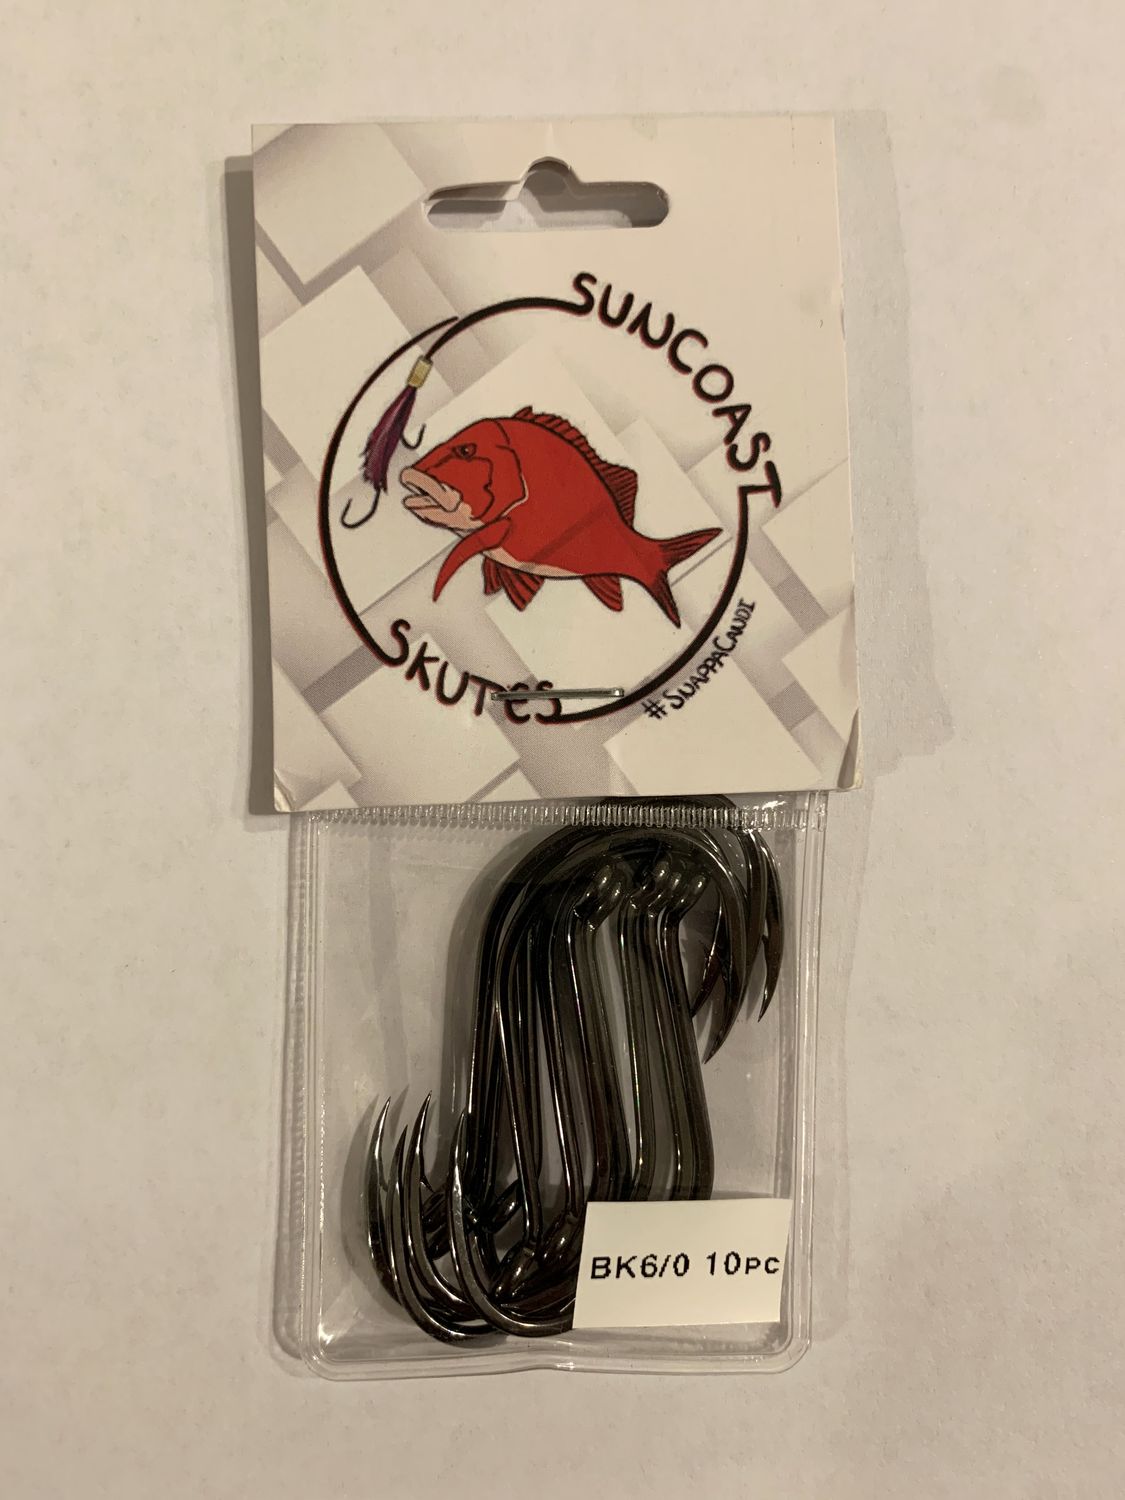 SUNCOAST
SKUTES
#SNAPPACANDI
BK6/0 10PC